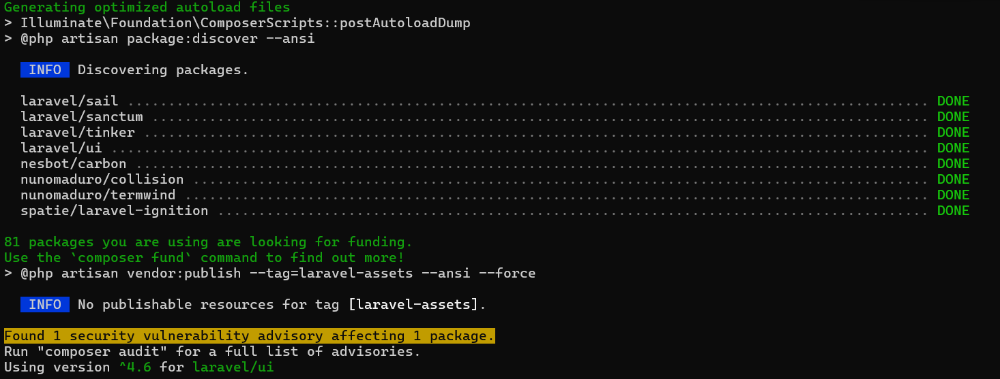 Generating optimized autoload files
> Illuminate\Foundation\ComposerScripts::postAutoloadDump
> @php artisan package:discover --ansi
INFO Discovering packages.
laravel/sail .................................................................................................. DONE
laravel/sanctum ............................................................................................... DONE
laravel/tinker ................................................................................................ DONE
laravel/ui .................................................................................................... DONE
nesbot/carbon ................................................................................................. DONE
nunomaduro/collision .......................................................................................... DONE
nunomaduro/termwind ........................................................................................... DONE
spatie/laravel-ignition ....................................................................................... DONE
81 packages you are using are looking for funding.
Use the `composer fund` command to find out more!
> @php artisan vendor:publish --tag=laravel-assets --ansi --force
INFO No publishable resources for tag [laravel-assets].
Found 1 security vulnerability advisory affecting 1 package.
Run "composer audit" for a full list of advisories.
Using version ^4.6 for laravel/ui